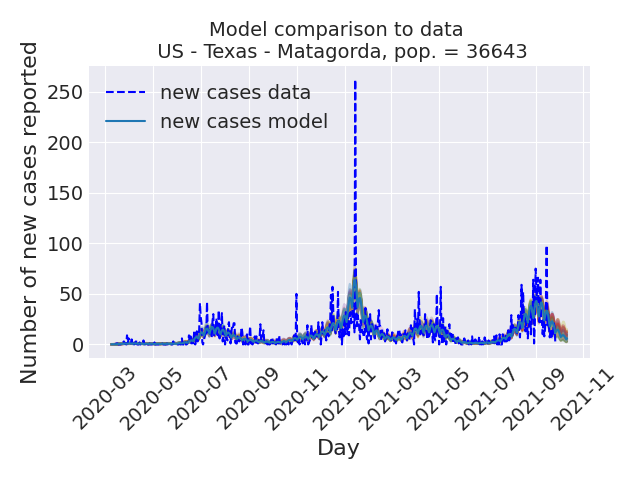 Model comparison to data
US - Texas - Matagorda, pop. = 36643
Number of new cases reported
250
200
150
100
50
0
new cases data
new cases model
2020-03
2020-05
2020-07
2020-09
2020-11
2021-01
2021-03
2021-05
2021-07
2021-09
2021-11
Day